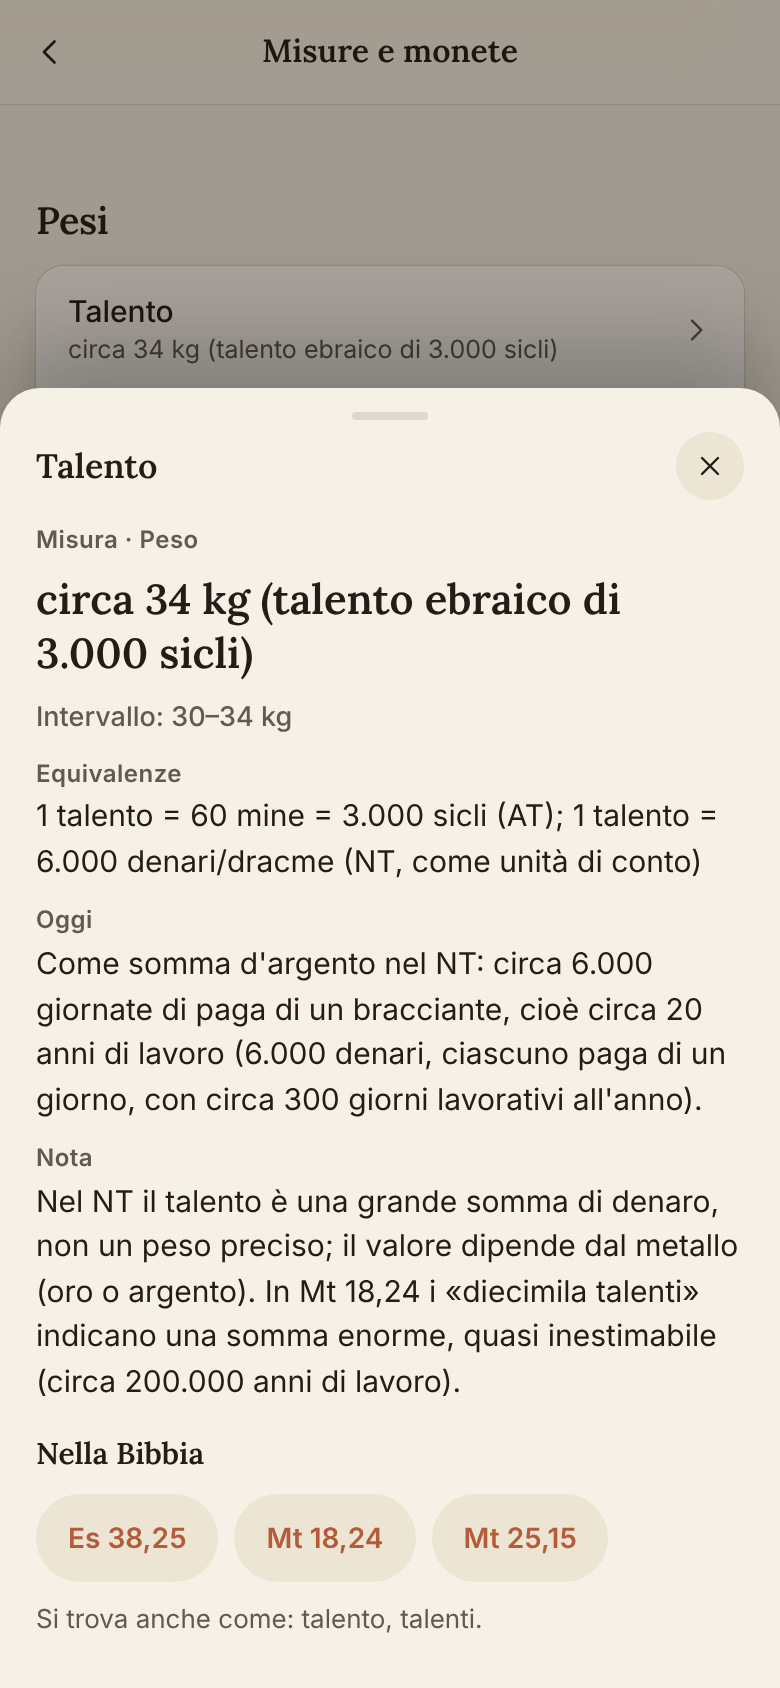 Misure e monete
Pesi
Talento
circa 34 kg (talento ebraico di 3.000 sicli)
Talento
Misura · Peso
circa 34 kg (talento ebraico di
3.000 sicli)
Intervallo: 30–34 kg
Equivalenze
1 talento = 60 mine = 3.000 sicli (AT); 1 talento =
6.000 denari/dracme (NT, come unità di conto)
Oggi
Come somma d'argento nel NT: circa 6.000
giornate di paga di un bracciante, cioè circa 20
anni di lavoro (6.000 denari, ciascuno paga di un
giorno, con circa 300 giorni lavorativi all'anno).
Nota
Nel NT il talento è una grande somma di denaro,
non un peso preciso; il valore dipende dal metallo
(oro o argento). In Mt 18,24 i «diecimila talenti»
indicano una somma enorme, quasi inestimabile
(circa 200.000 anni di lavoro).
Nella Bibbia
Es 38,25
Mt 18,24
Mt 25,15
Si trova anche come: talento, talenti.